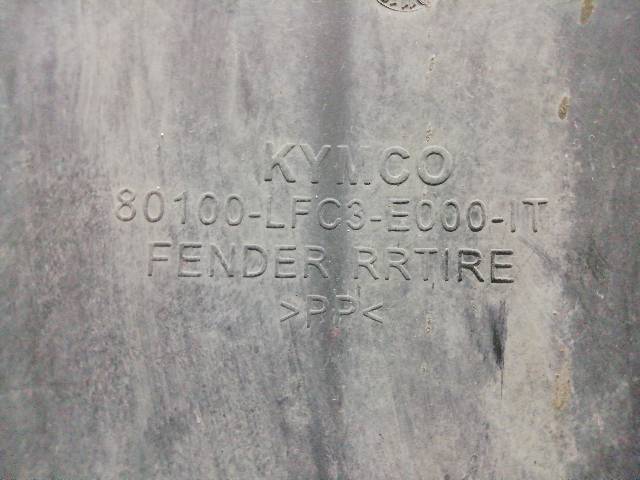 KYMCO
80100-LFC3-E000-IT
FENDER RRTIRE
>PP<